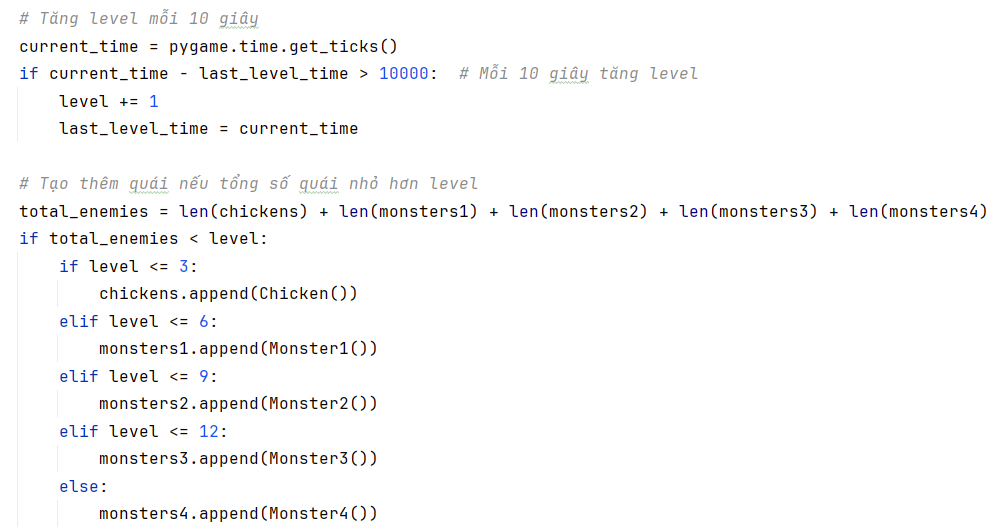 # Tăng level mỗi 10 giây
current_time = pygame.time.get_ticks()
if current_time - last_level_time > 10000:  # Mỗi 10 giây tăng level
    level += 1
    last_level_time = current_time

# Tạo thêm quái nếu tổng số quái nhỏ hơn level
total_enemies = len(chickens) + len(monsters1) + len(monsters2) + len(monsters3) + len(monsters4)
if total_enemies < level:
    if level <= 3:
        chickens.append(Chicken())
    elif level <= 6:
        monsters1.append(Monster1())
    elif level <= 9:
        monsters2.append(Monster2())
    elif level <= 12:
        monsters3.append(Monster3())
    else:
        monsters4.append(Monster4())